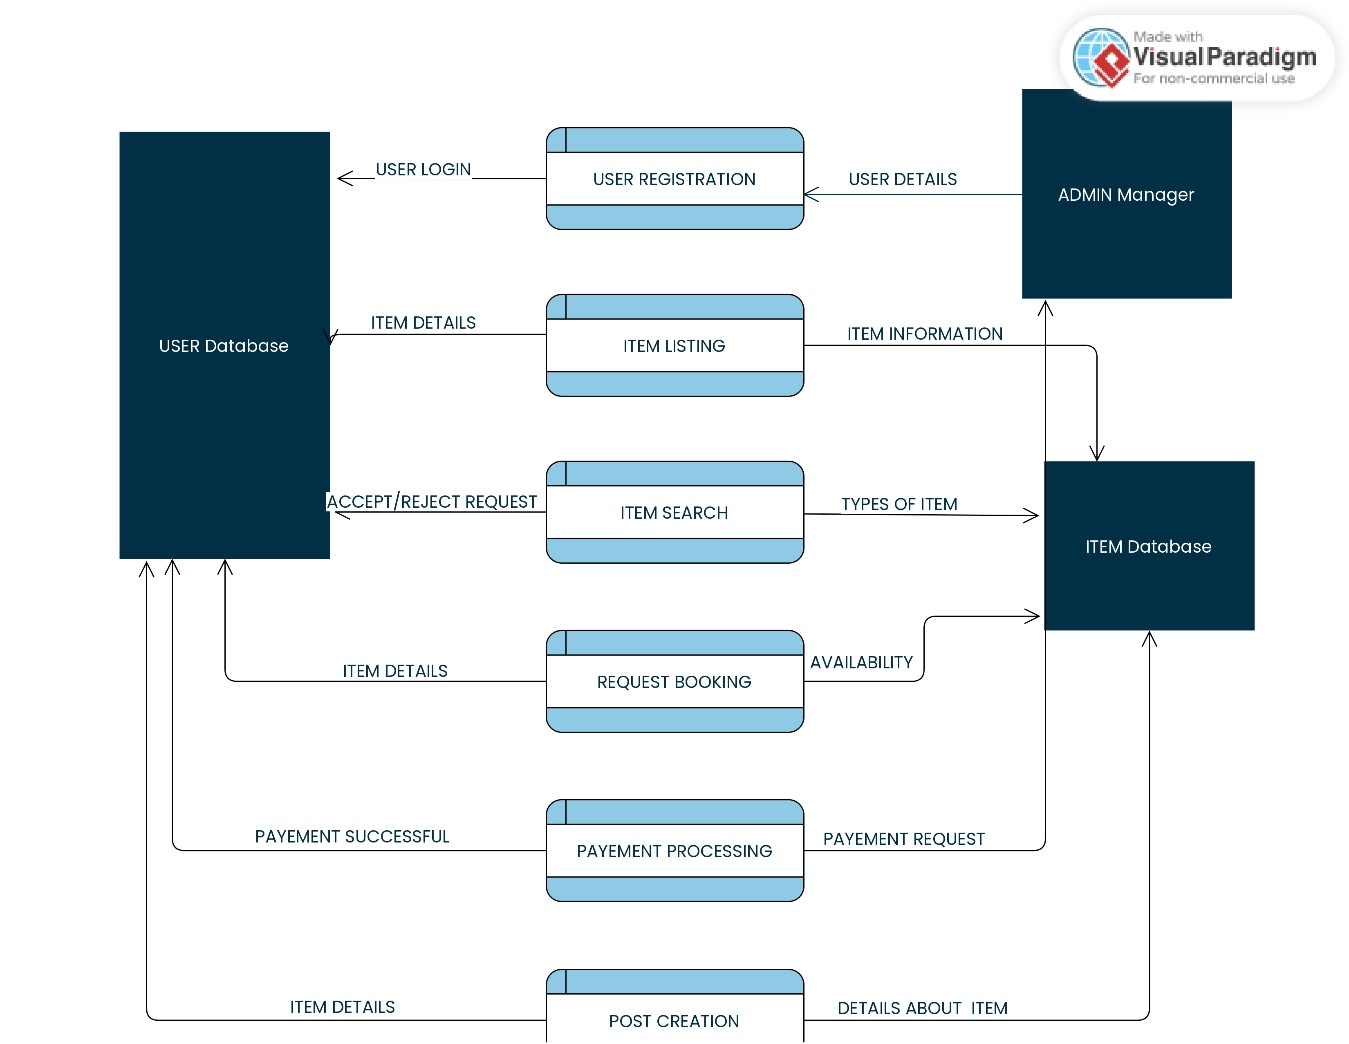 Made with
VisualParadigm
For non-commercial use
USER LOGIN
USER REGISTRATION
USER DETAILS
ADMIN Manager
ITEM DETAILS
ITEM LISTING
ITEM INFORMATION
USER Database
ACCEPT/REJECT REQUEST
ITEM SEARCH
TYPES OF ITEM
ITEM Database
ITEM DETAILS
REQUEST BOOKING
AVAILABILITY
PAYEMENT SUCCESSFUL
PAYEMENT PROCESSING
PAYEMENT REQUEST
ITEM DETAILS
POST CREATION
DETAILS ABOUT  ITEM